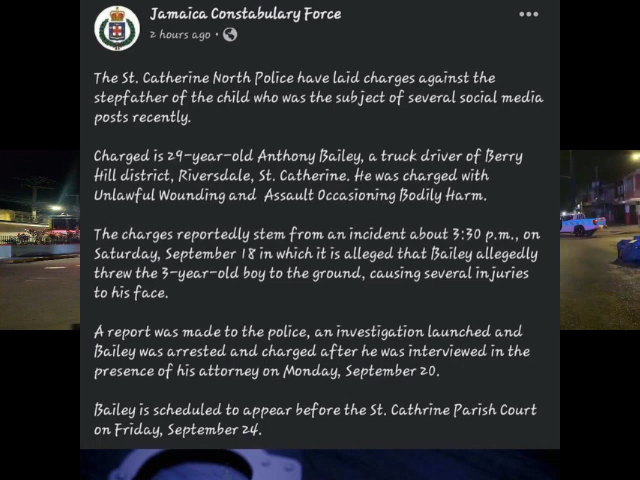 Jamaica Constabulary Force
2 hours ago ·
The St. Catherine North Police have laid charges against the
stepfather of the child who was the subject of several social media
posts recently.
Charged is 29-year-old Anthony Bailey, a truck driver of Berry
Hill district, Riversdale, St. Catherine. He was charged with
Unlawful Wounding and Assault Occasioning Bodily Harm.
The charges reportedly stem from an incident about 3:30 p.m., on
Saturday, September 18 in which it is alleged that Bailey allegedly
threw the 3-year-old boy to the ground, causing several injuries
to his face.
A report was made to the police, an investigation launched and
Bailey was arrested and charged after he was interviewed in the
presence of his attorney on Monday, September 20.
Bailey is scheduled to appear before the St. Cathrine Parish Court
on Friday, September 24.